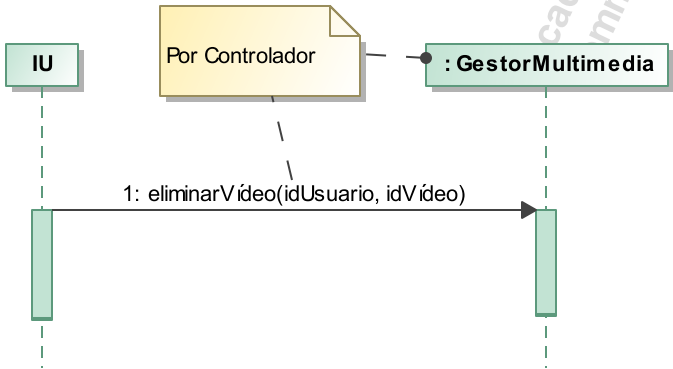 Por Controlador
IU
: GestorMultimedia
1: eliminarVídeo(idUsuario, idVídeo)